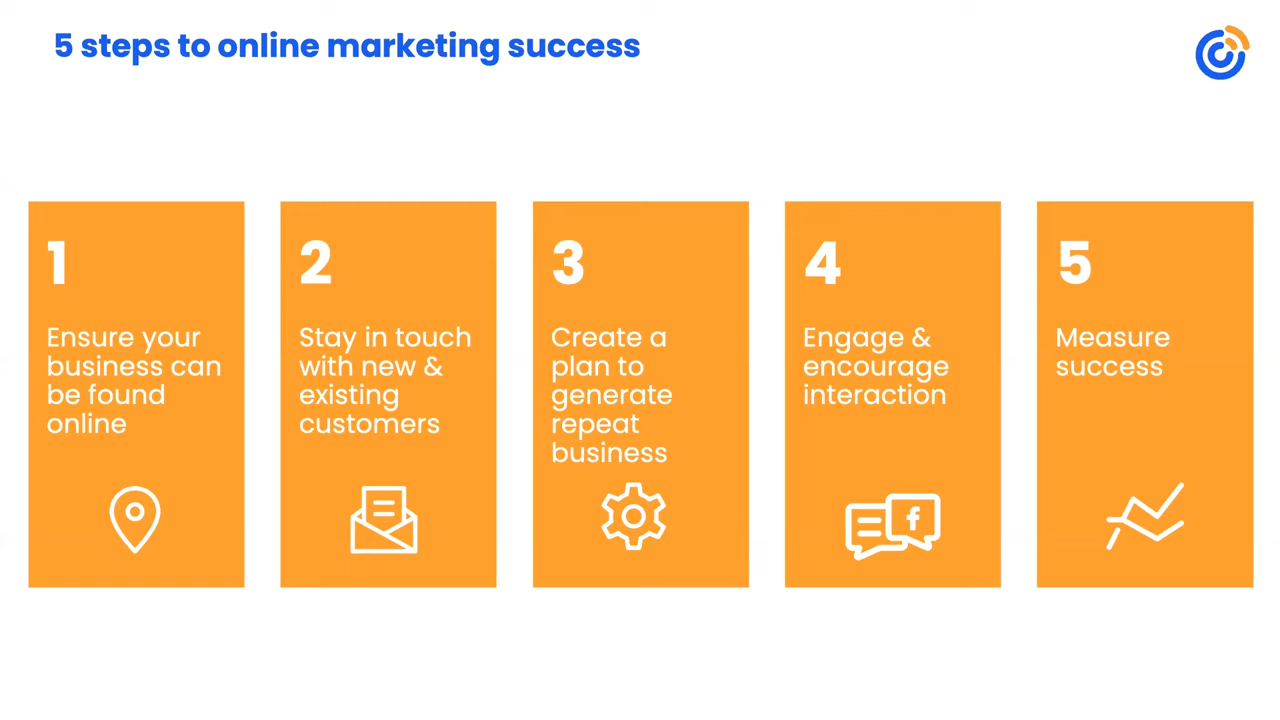 5 steps to online marketing success
1
Ensure your
business can
be found
online
2
Stay in touch
with new &
existing
customers
3
Create a
plan to
generate
repeat
business
4
Engage &
encourage
interaction
f
5
Measure
success